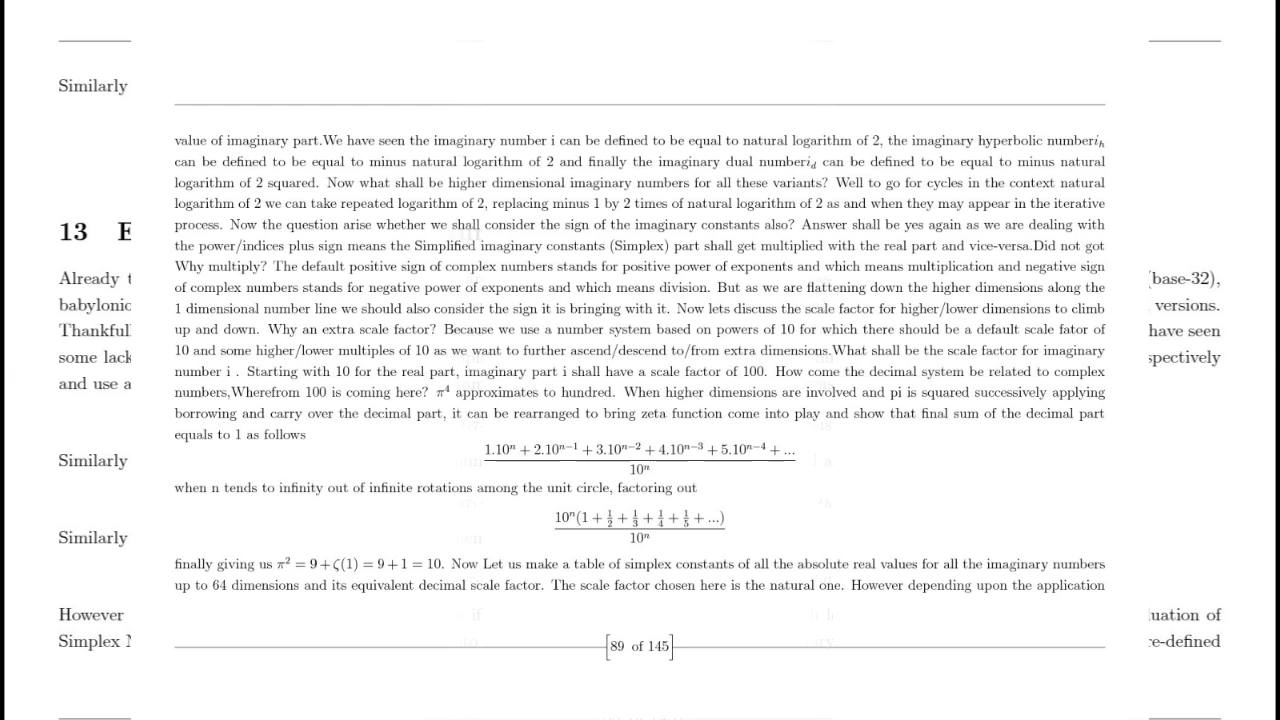 Similarly
value of imaginary part.We have seen the imaginary number i can be defined to be equal to natural logarithm of 2, the imaginary hyperbolic number$i_h$
can be defined to be equal to minus natural logarithm of 2 and finally the imaginary dual number$i_d$ can be defined to be equal to minus natural
logarithm of 2 squared. Now what shall be higher dimensional imaginary numbers for all these variants? Well to go for cycles in the context natural
logarithm of 2 we can take repeated logarithm of 2, replacing minus 1 by 2 times of natural logarithm of 2 as and when they may appear in the iterative
process. Now the question arise whether we shall consider the sign of the imaginary constants also? Answer shall be yes again as we are dealing with
the power/indices plus sign means the Simplified imaginary constants (Simplex) part shall get multiplied with the real part and vice-versa.Did not got
Why multiply? The default positive sign of complex numbers stands for positive power of exponents and which means multiplication and negative sign
of complex numbers stands for negative power of exponents and which means division. But as we are flattening down the higher dimensions along the
1 dimensional number line we should also consider the sign it is bringing with it. Now lets discuss the scale factor for higher/lower dimensions to climb
up and down. Why an extra scale factor? Because we use a number system based on powers of 10 for which there should be a default scale fator of
10 and some higher/lower multiples of 10 as we want to further ascend/descend to/from extra dimensions.What shall be the scale factor for imaginary
number i . Starting with 10 for the real part, imaginary part i shall have a scale factor of 100. How come the decimal system be related to complex
numbers,Wherefrom 100 is coming here? $\pi^4$ approximates to hundred. When higher dimensions are involved and pi is squared successively applying
borrowing and carry over the decimal part, it can be rearranged to bring zeta function come into play and show that final sum of the decimal part
equals to 1 as follows
$\frac{1.10^n + 2.10^{n-1} + 3.10^{n-2} + 4.10^{n-3} + 5.10^{n-4} + ...}{10^n}$
when n tends to infinity out of infinite rotations among the unit circle, factoring out
$\frac{10^n(1 + \frac{1}{2} + \frac{1}{3} + \frac{1}{4} + \frac{1}{5} + ...)}{10^n}$
finally giving us $\pi^2 = 9 + \zeta(1) = 9 + 1 = 10$. Now Let us make a table of simplex constants of all the absolute real values for all the imaginary numbers
up to 64 dimensions and its equivalent decimal scale factor. The scale factor chosen here is the natural one. However depending upon the application
[89 of 145]
13 E
Already
babylonic
some lack
and use a
Similarly
Similarly
However
Simplex
(base-32),
versions.
have seen
spectively
uation of
re-defined